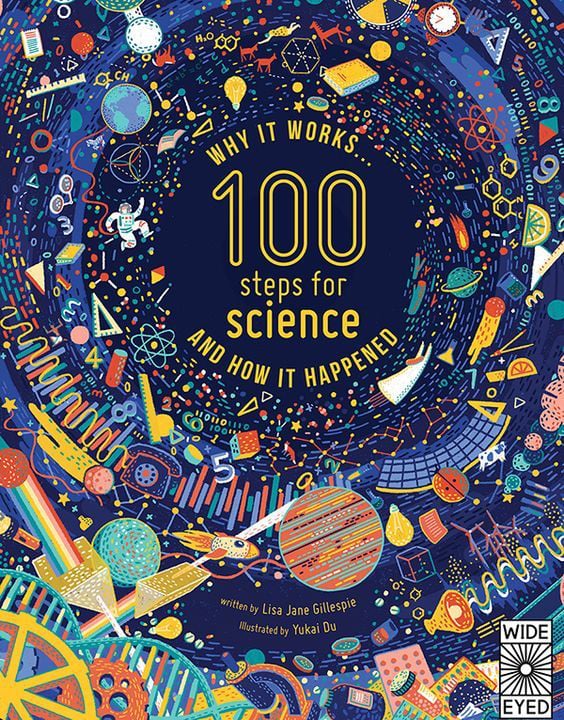 WHY IT WORKS...
100
steps for
science
AND HOW IT HAPPENED
written by Lisa Jane Gillespie
Illustrated by Yukai Du
WIDE
EYED
H₂O